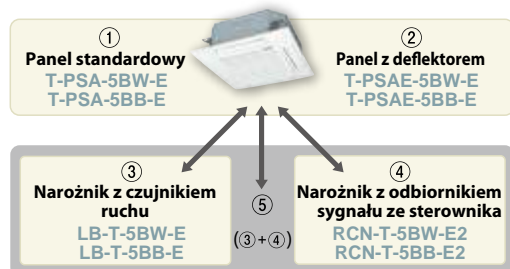 ①
Panel standardowy
T-PSA-5BW-E
T-PSA-5BB-E
②
Panel z deflektorem
T-PSAE-5BW-E
T-PSAE-5BB-E
③
Narożnik z czujnikiem
ruchu
LB-T-5BW-E
LB-T-5BB-E
⑤
(③+④)
④
Narożnik z odbiornikiem
sygnału ze sterownika
RCN-T-5BW-E2
RCN-T-5BB-E2